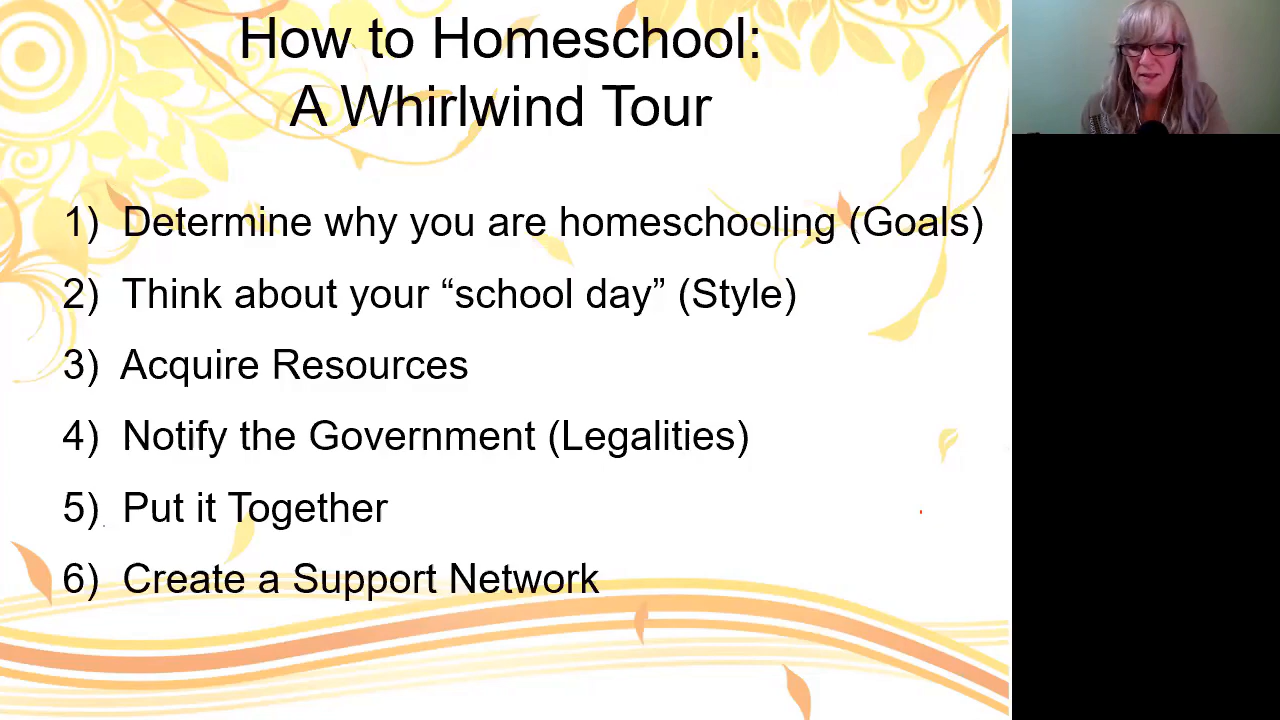 How to Homeschool:
A Whirlwind Tour
1) Determine why you are homeschooling (Goals)
2) Think about your “school day” (Style)
3) Acquire Resources
4) Notify the Government (Legalities)
5) Put it Together
6) Create a Support Network